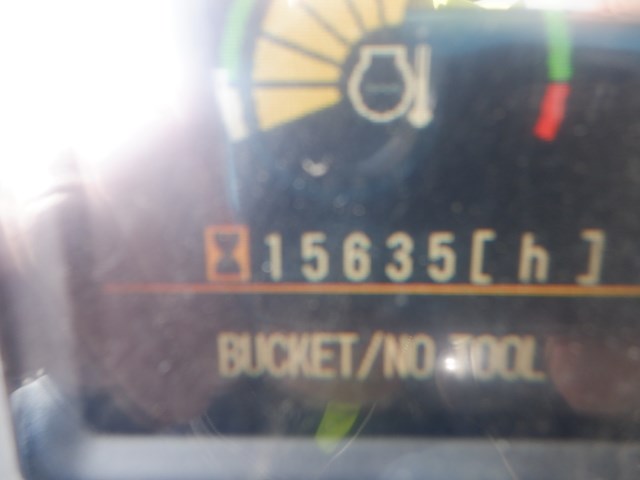 15635[ h ]
BUCKET/NO TOOL